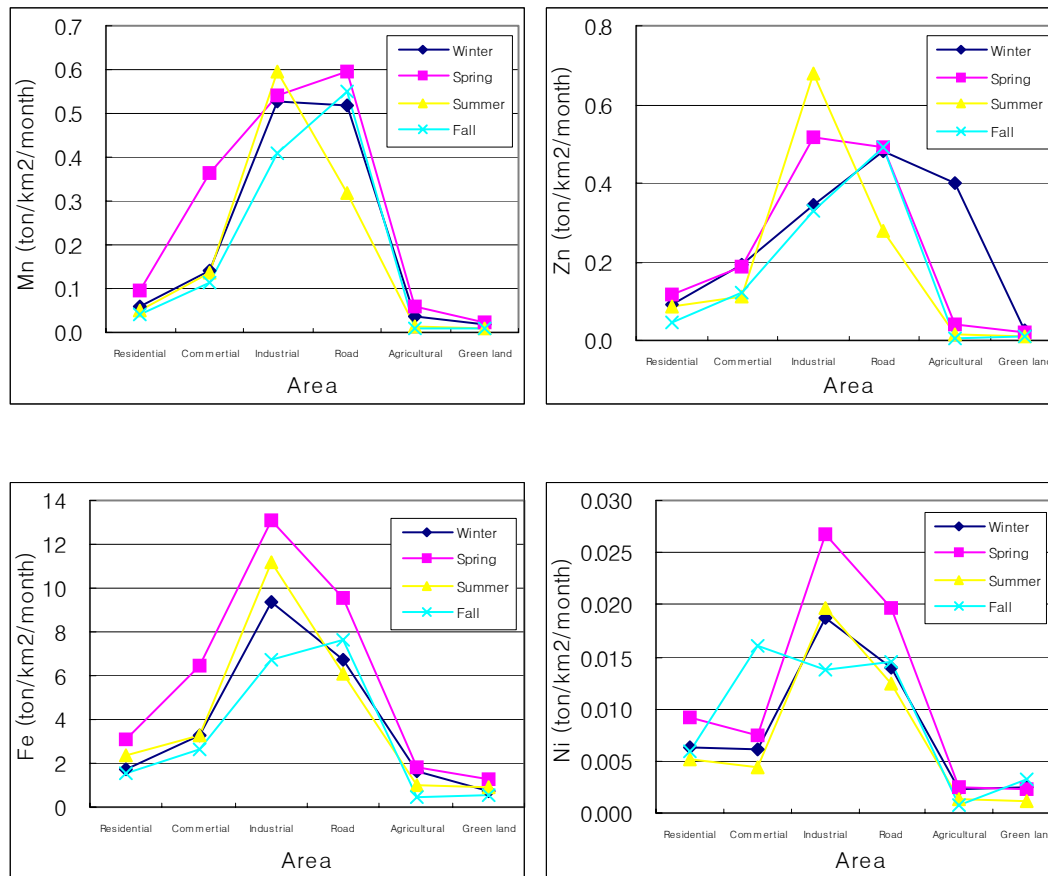 Mn (ton/km2/month)
0.7
0.6
0.5
0.4
0.3
0.2
0.1
0.0
Winter
Spring
Summer
Fall
Residential Commertial Industrial Road Agricultural Green land
Area
Zn (ton/km2/month)
0.8
0.6
0.4
0.2
0.0
Winter
Spring
Summer
Fall
Residential Commertial Industrial Road Agricultural Green land
Area
Fe (ton/km2/month)
14
12
10
8
6
4
2
0
Winter
Spring
Summer
Fall
Residential Commertial Industrial Road Agricultural Green land
Area
Ni (ton/km2/month)
0.030
0.025
0.020
0.015
0.010
0.005
0.000
Winter
Spring
Summer
Fall
Residential Commertial Industrial Road Agricultural Green land
Area